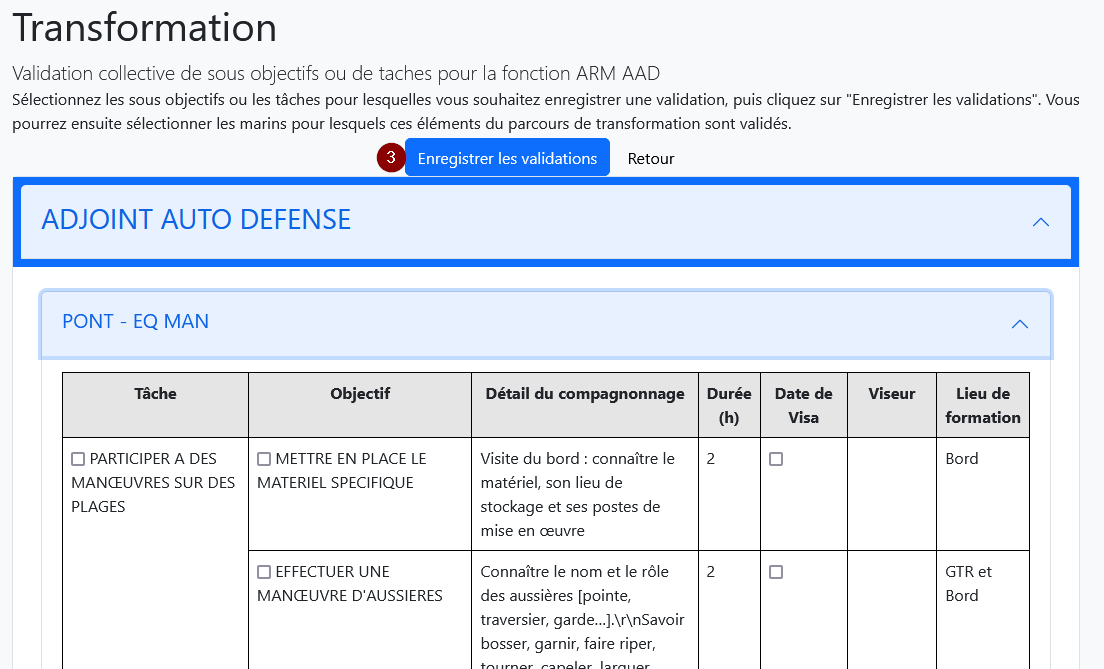 Transformation
Validation collective de sous objectifs ou de taches pour la fonction ARM AAD
Sélectionnez les sous objectifs ou les tâches pour lesquelles vous souhaitez enregistrer une validation, puis cliquez sur "Enregistrer les validations". Vous
pourrez ensuite sélectionner les marins pour lesquels ces éléments du parcours de transformation sont validés.
3 Enregistrer les validations Retour
ADJOINT AUTO DEFENSE
PONT - EQ MAN
Tâche
Objectif
Détail du compagnonnage
Durée
(h)
Date de
Visa
Viseur
Lieu de
formation
PARTICIPER A DES
MANŒUVRES SUR DES
PLAGES
METTRE EN PLACE LE
MATERIEL SPECIFIQUE
Visite du bord : connaître le
matériel, son lieu de
stockage et ses postes de
mise en œuvre
2
Bord
EFFECTUER UNE
MANŒUVRE D'AUSSIERES
Connaître le nom et le rôle
des aussières [pointe,
traversier, garde...].\r\nSavoir
bosser, garnir, faire riper,
tourner, capeler, larguer
2
GTR et
Bord